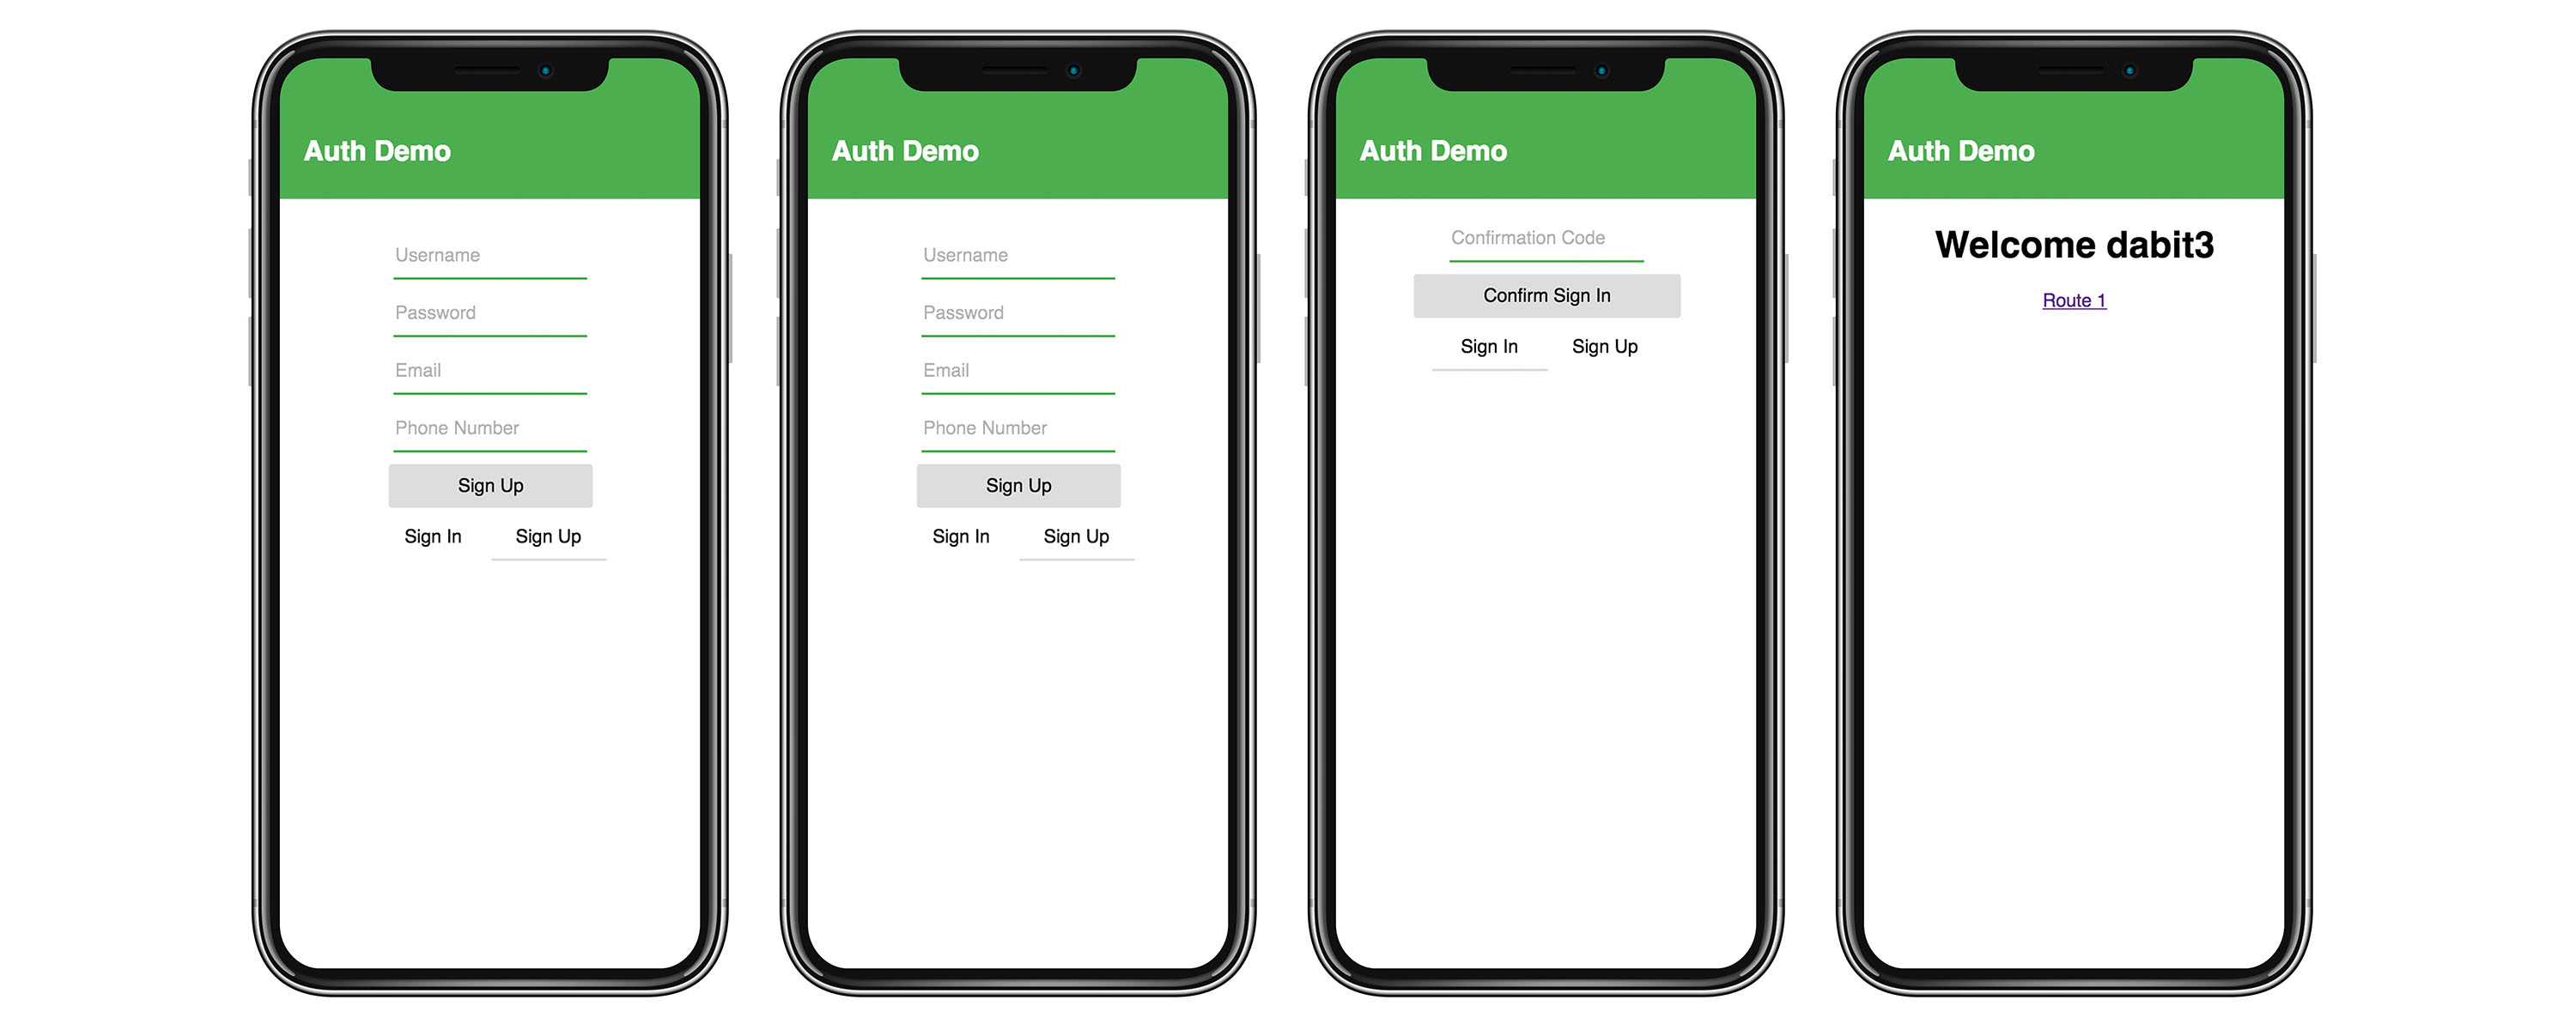 Auth Demo
Username
Password
Email
Phone Number
Sign Up
Sign In Sign Up
Auth Demo
Username
Password
Email
Phone Number
Sign Up
Sign In Sign Up
Auth Demo
Confirmation Code
Confirm Sign In
Sign In Sign Up
Auth Demo
Welcome dabit3
Route 1